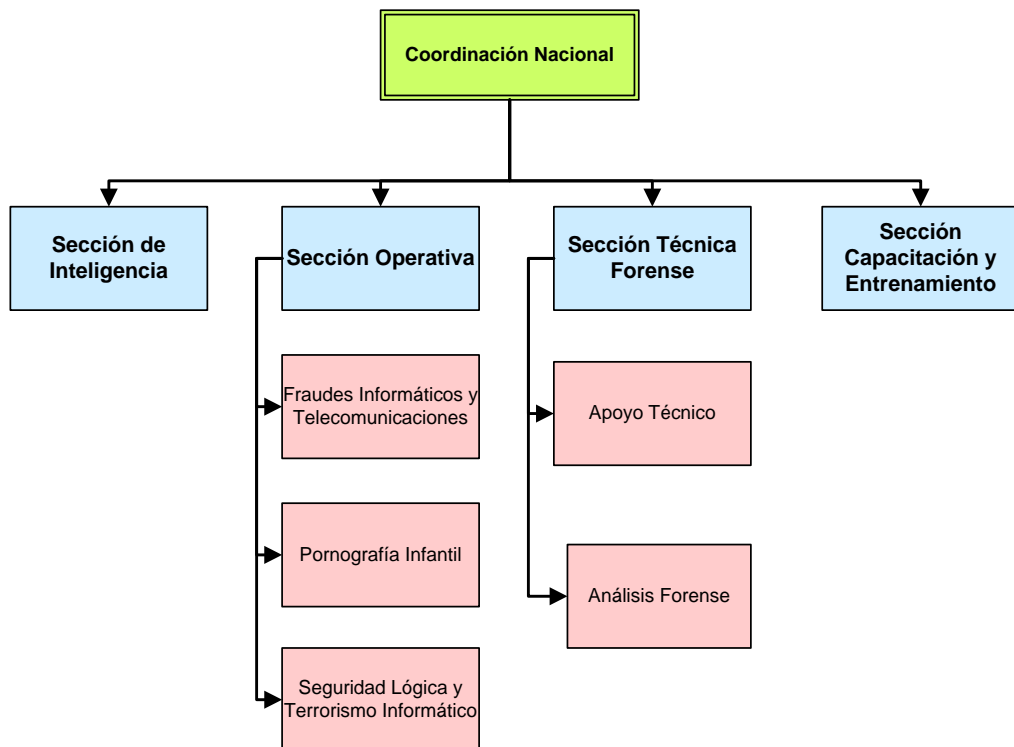 Coordinación Nacional
Sección de
Inteligencia
Sección Operativa
Sección Técnica
Forense
Sección
Capacitación y
Entrenamiento
Fraudes Informáticos y
Telecomunicaciones
Apoyo Técnico
Pornografía Infantil
Análisis Forense
Seguridad Lógica y
Terrorismo Informático